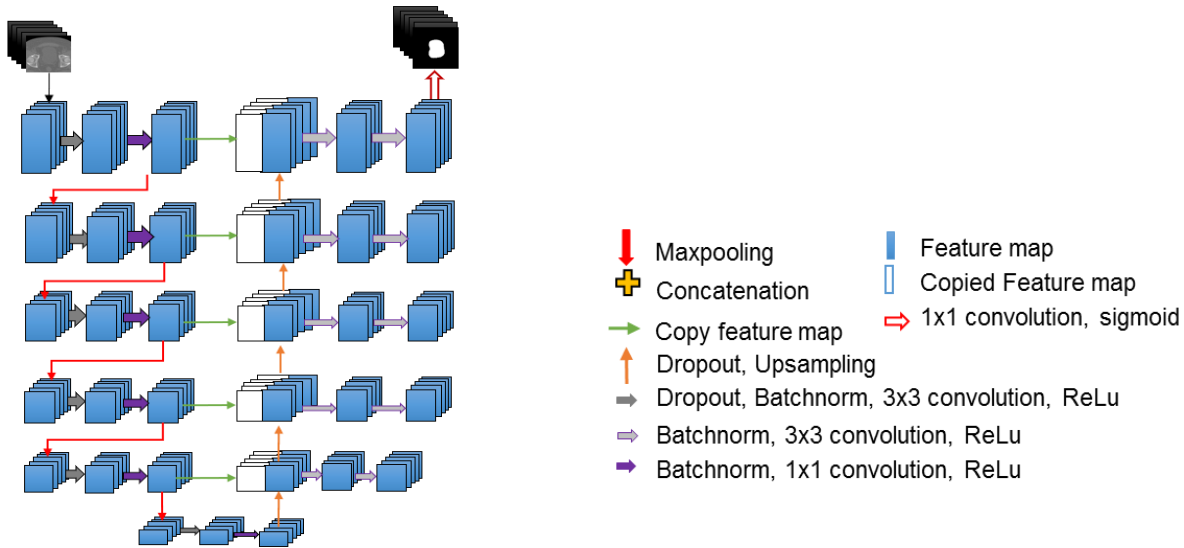 Maxpooling
Concatenation
Copy feature map
Dropout, Upsampling
Dropout, Batchnorm, 3x3 convolution, ReLu
Batchnorm, 3x3 convolution, ReLu
Batchnorm, 1x1 convolution, ReLu
Feature map
Copied Feature map
1x1 convolution, sigmoid